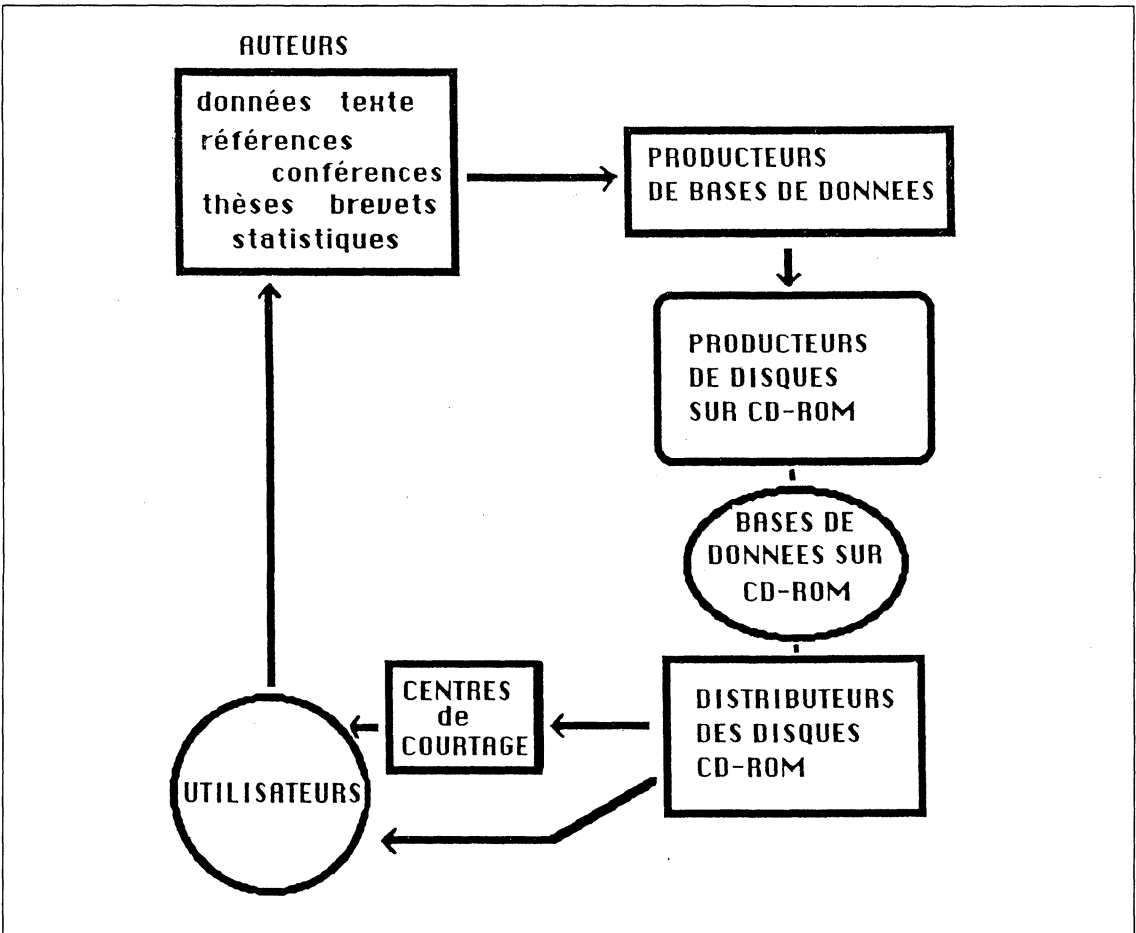 AUTEURS
données texte
références
conférences
thèses brevets
statistiques
PRODUCTEURS
DE BASES DE DONNEES
PRODUCTEURS
DE DISQUES
SUR CD-ROM
BASES DE
DONNEES SUR
CD-ROM
DISTRIBUTEURS
DES DISQUES
CD-ROM
CENTRES
de
COURTAGE
UTILISATEURS